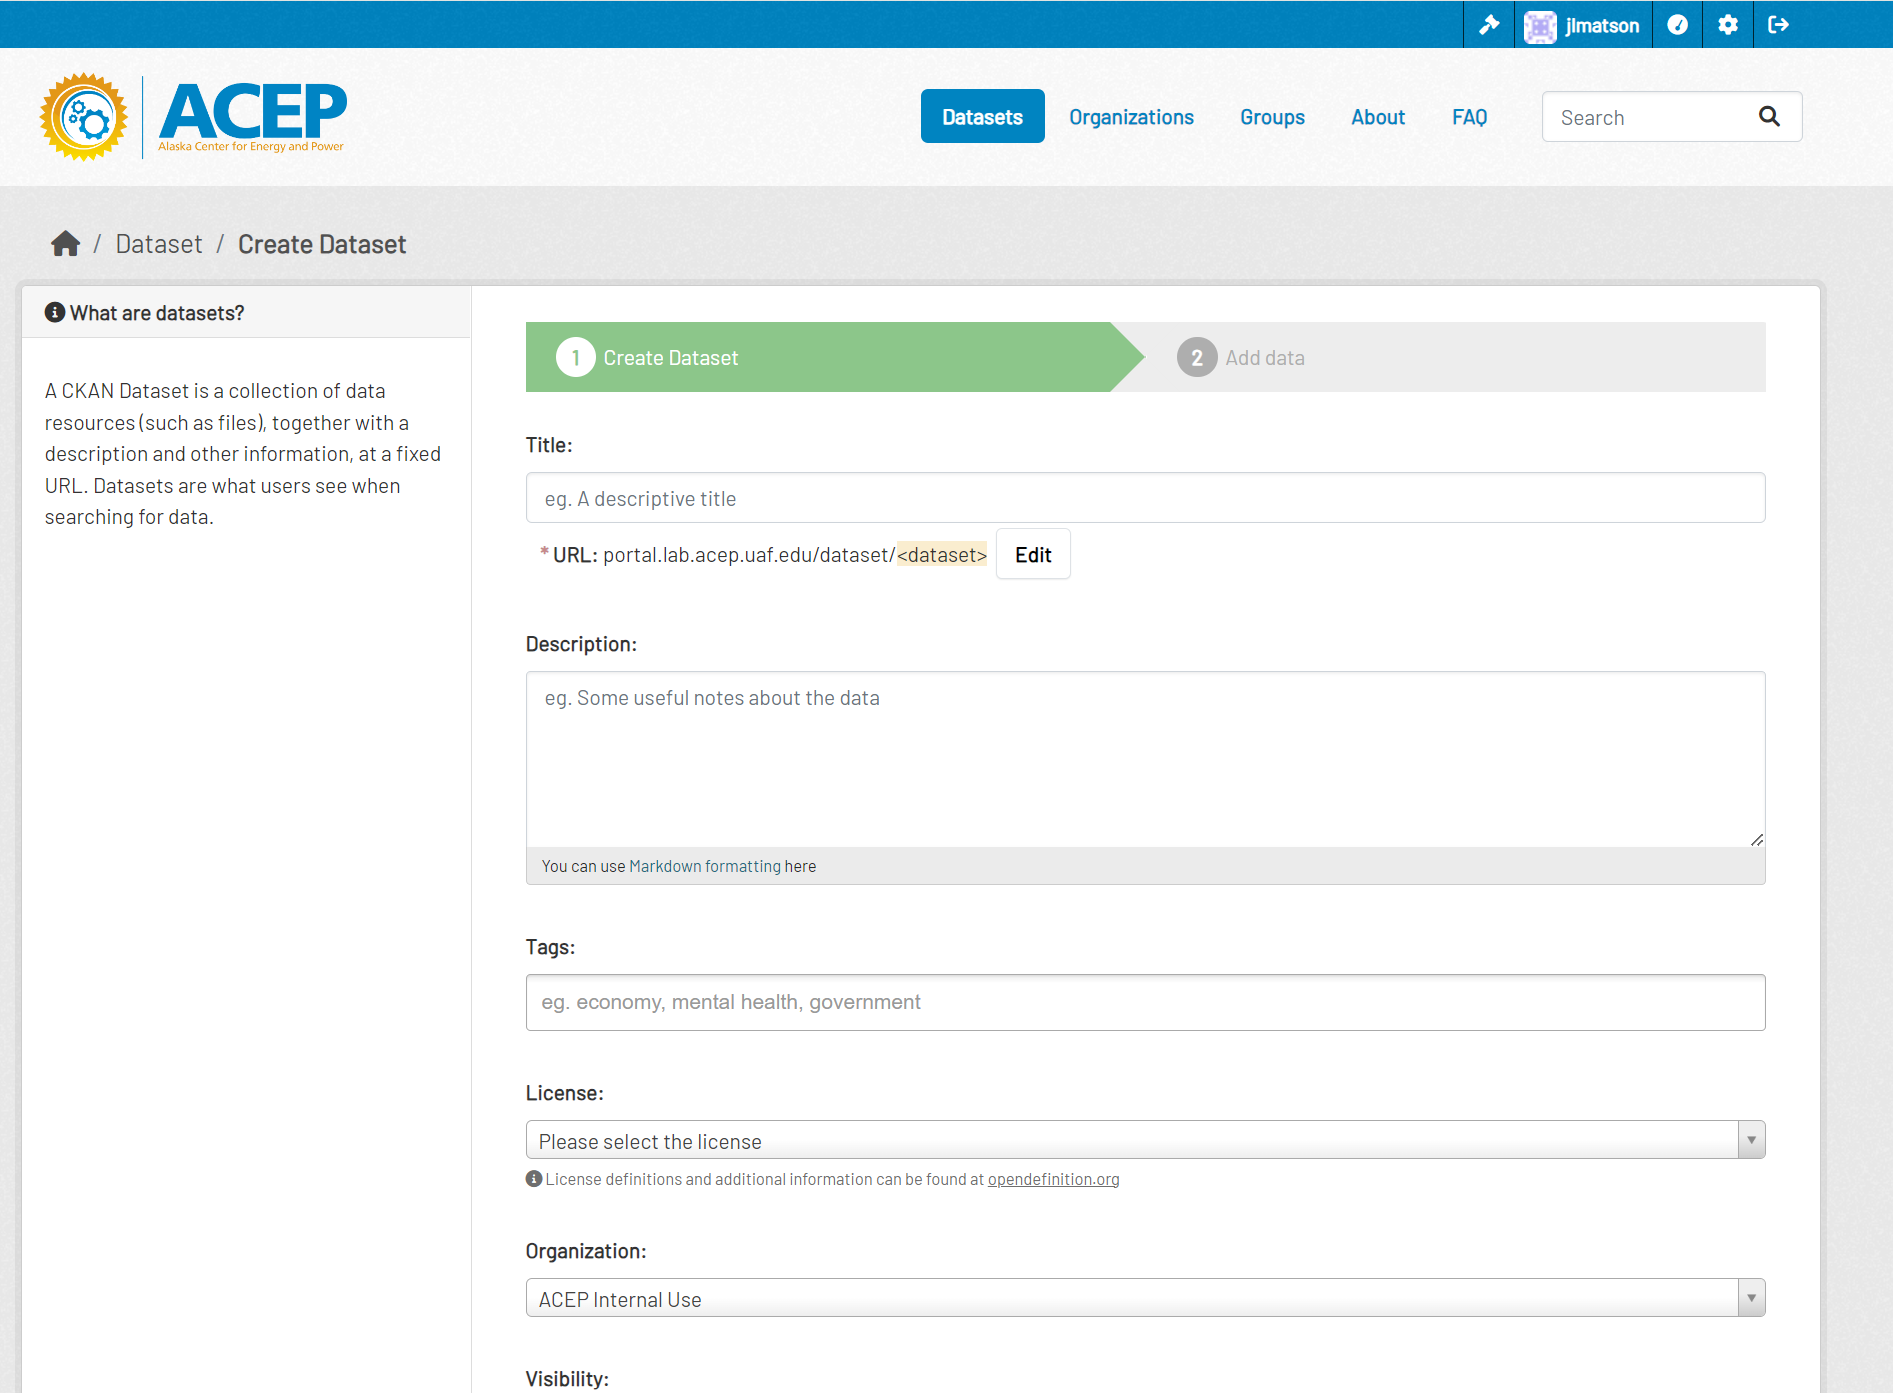 jlmatson
ACEP
Alaska Center for Energy and Power
Datasets Organizations Groups About FAQ Search
/ Dataset / Create Dataset
What are datasets?
A CKAN Dataset is a collection of data
resources (such as files), together with a
description and other information, at a fixed
URL. Datasets are what users see when
searching for data.
1 Create Dataset 2 Add data
Title:
eg. A descriptive title
* URL: portal.lab.acep.uaf.edu/dataset/<dataset> Edit
Description:
eg. Some useful notes about the data
You can use Markdown formatting here
Tags:
eg. economy, mental health, government
License:
Please select the license
License definitions and additional information can be found at opendefinition.org
Organization:
ACEP Internal Use
Visibility: